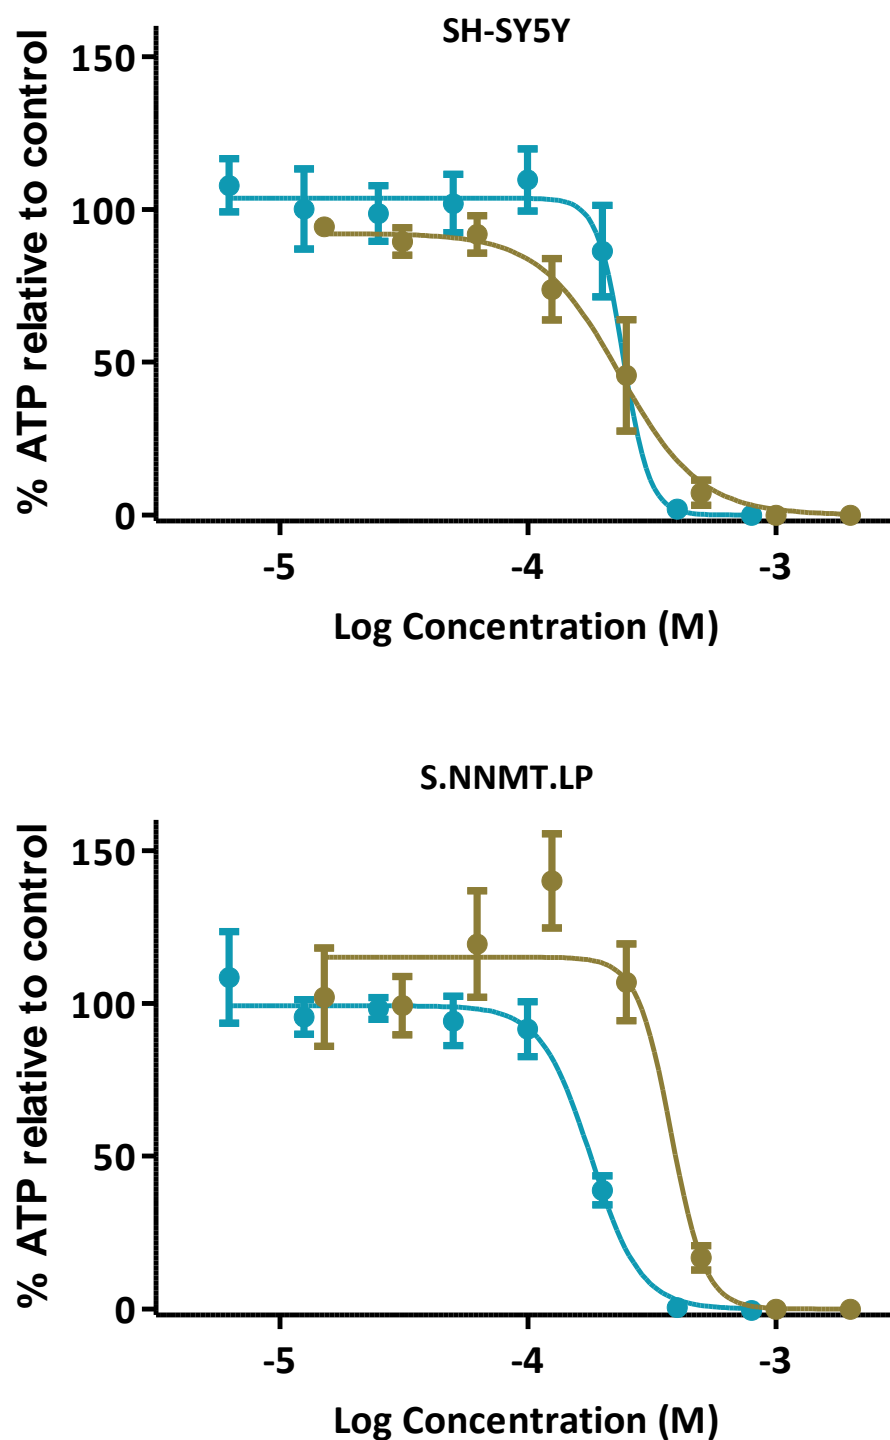 SH-SY5Y
% ATP relative to control
150
100
50
0
-5 -4 -3
Log Concentration (M)
S.NNMT.LP
% ATP relative to control
150
100
50
0
-5 -4 -3
Log Concentration (M)